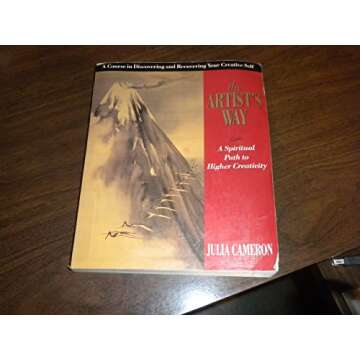 A Course in Discovering and Recovering Your Creative Self
the
ARTIST'S
WAY
A Spiritual
Path to
Higher Creativity
JULIA CAMERON